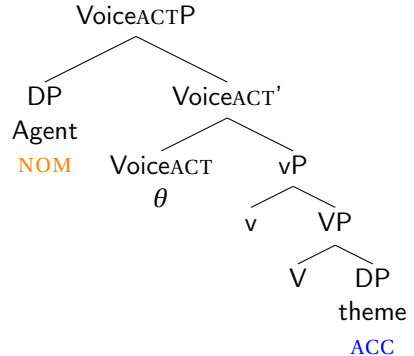 VoiceACTP
DP VoiceACT'
Agent
NOM VoiceACT vP
θ
v VP
V DP
theme
ACC